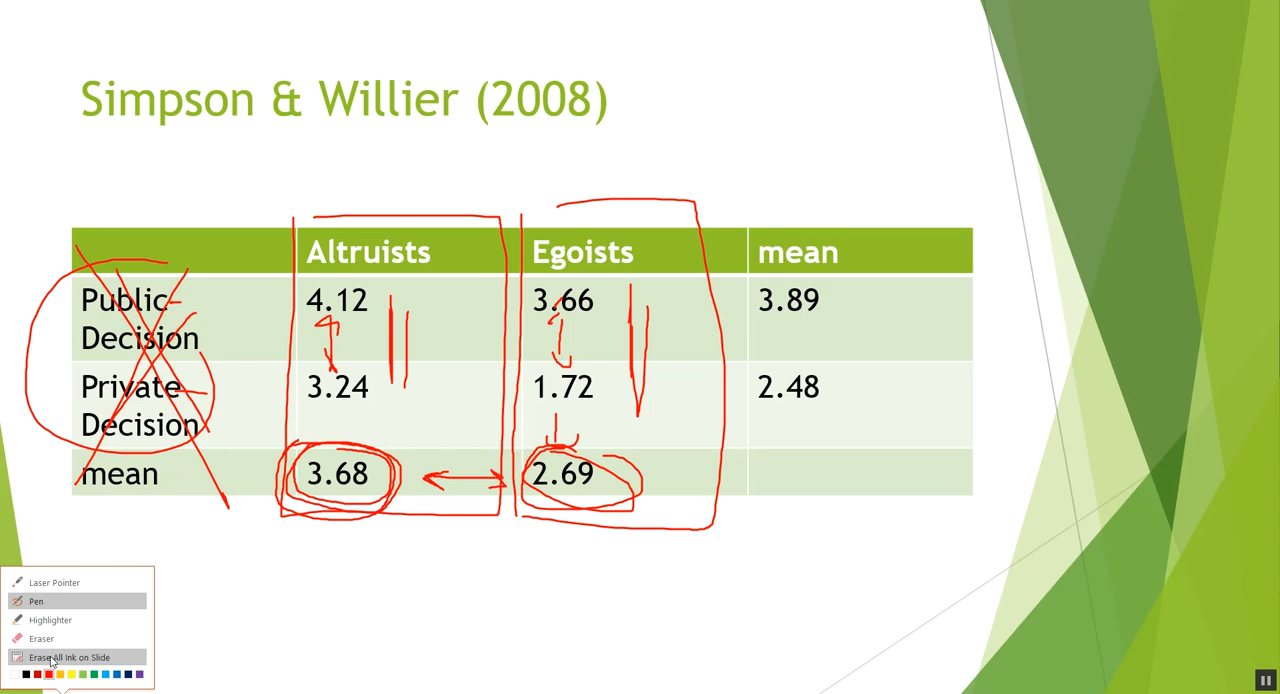 Simpson & Willier (2008)
Altruists Egoists mean
Public 4.12 3.66 3.89
Decision
Private 3.24 1.72 2.48
Decision
mean 3.68 2.69
Laser Pointer
Pen
Highlighter
Eraser
Erase All Ink on Slide